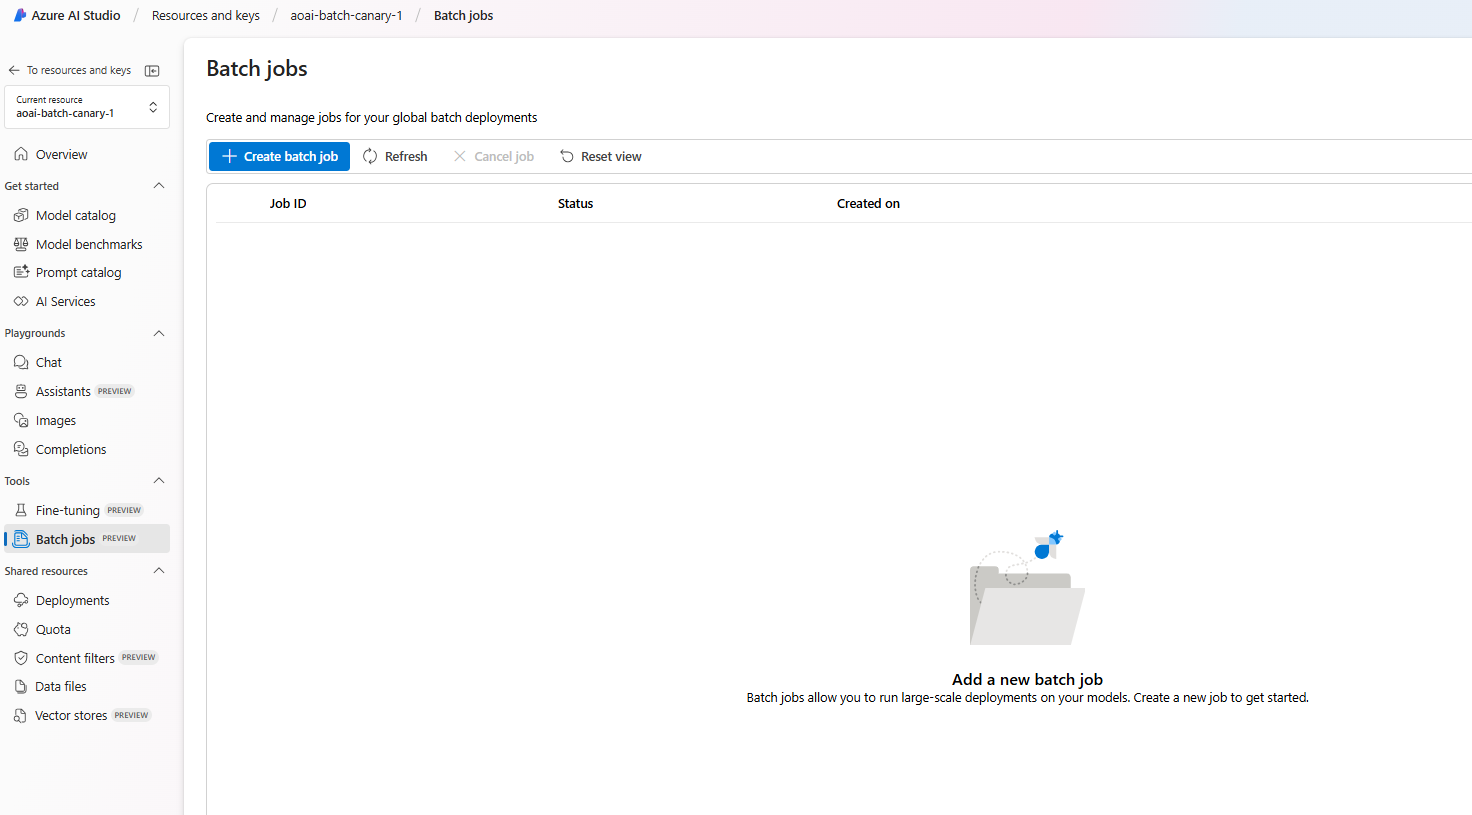 Azure AI Studio / Resources and keys / aoai-batch-canary-1 / Batch jobs
To resources and keys
Current resource
aoai-batch-canary-1
Overview
Get started
Model catalog
Model benchmarks
Prompt catalog
AI Services
Playgrounds
Chat
Assistants PREVIEW
Images
Completions
Tools
Fine-tuning PREVIEW
Batch jobs PREVIEW
Shared resources
Deployments
Quota
Content filters PREVIEW
Data files
Vector stores PREVIEW
Batch jobs
Create and manage jobs for your global batch deployments
Create batch job Refresh Cancel job Reset view
Job ID Status Created on
Add a new batch job
Batch jobs allow you to run large-scale deployments on your models. Create a new job to get started.